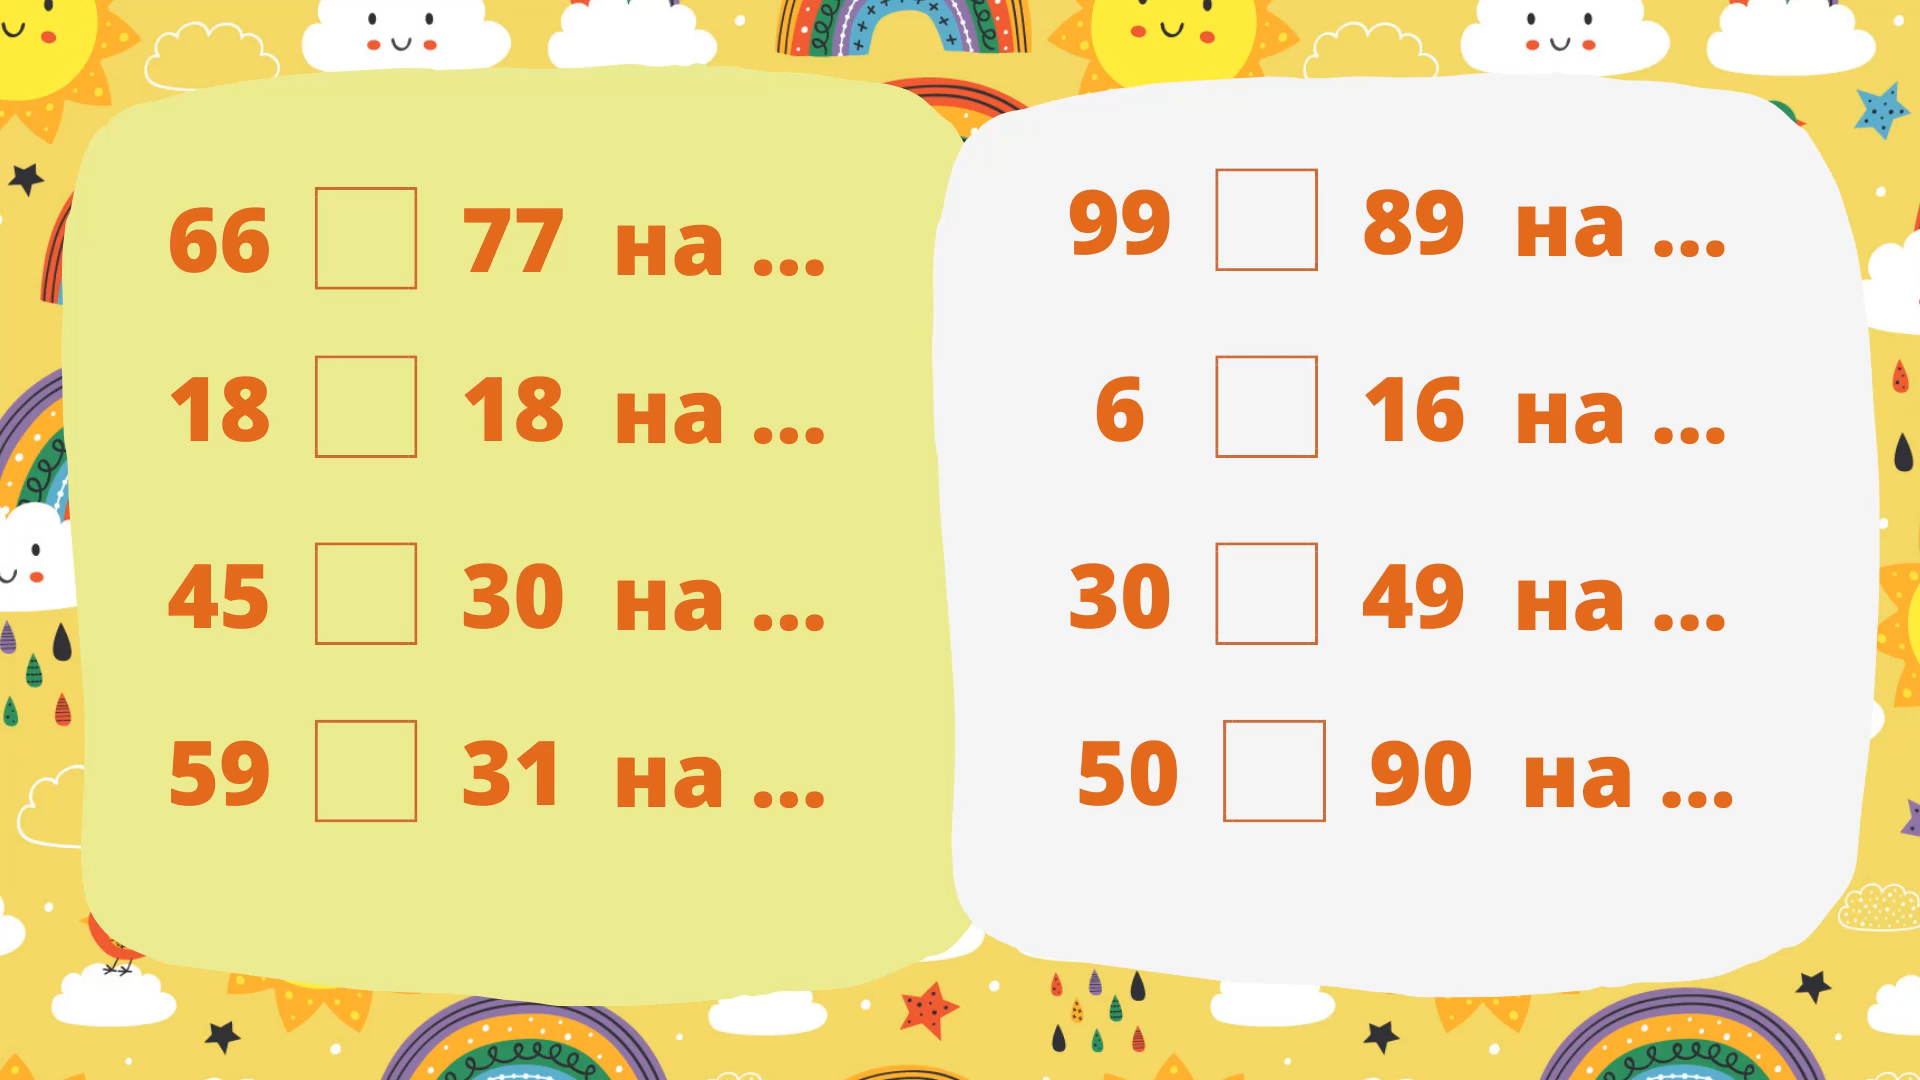 66 77 на ...
18 18 на ...
45 30 на ...
59 31 на ...
99 89 на ...
6 16 на ...
30 49 на ...
50 90 на ...